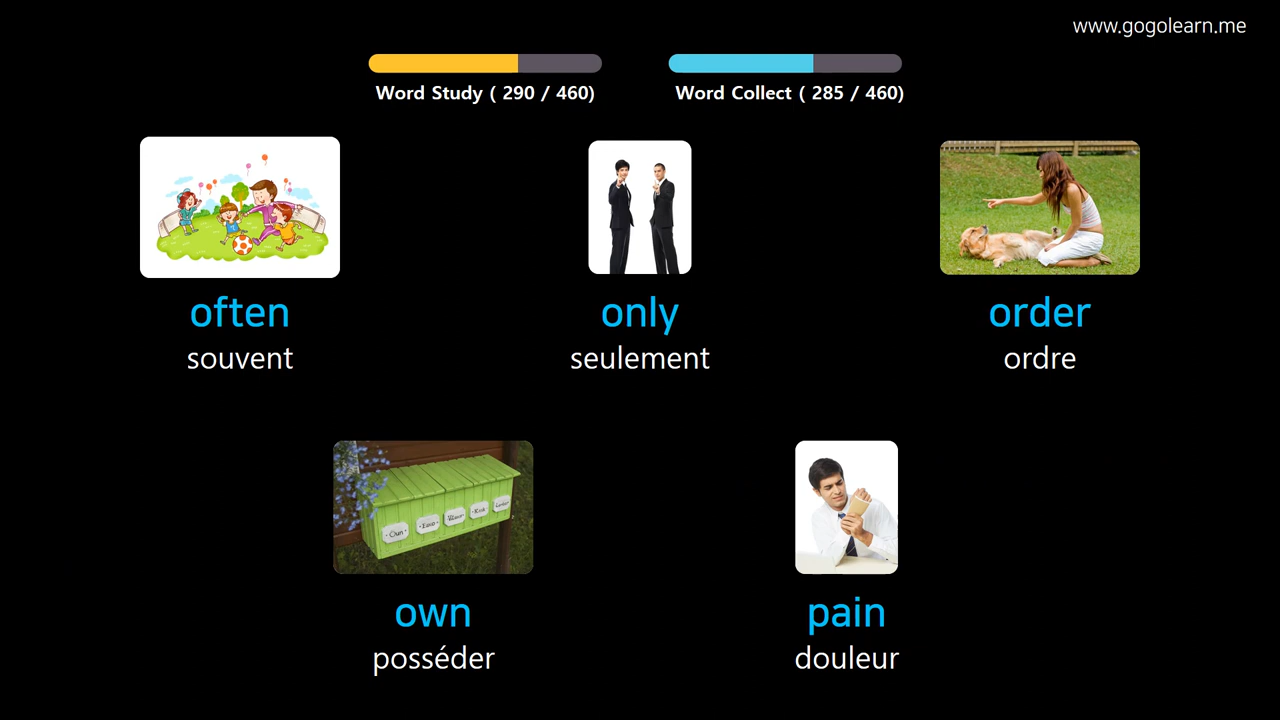 www.gogolearn.me
Word Study ( 290 / 460)
Word Collect ( 285 / 460)
often
only
order
souvent
seulement
ordre
own
pain
posséder
douleur